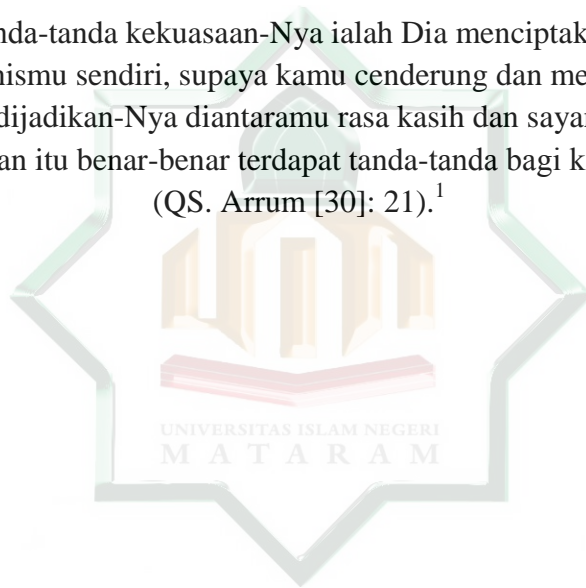 nda-tanda kekuasaan-Nya ialah Dia menciptak
nismu sendiri, supaya kamu cenderung dan me
dijadikan-Nya diantaramu rasa kasih dan sayar
an itu benar-benar terdapat tanda-tanda bagi k
(QS. Arrum [30]: 21).1
UNIVERSITAS ISLAM NEGERI
MATARAM